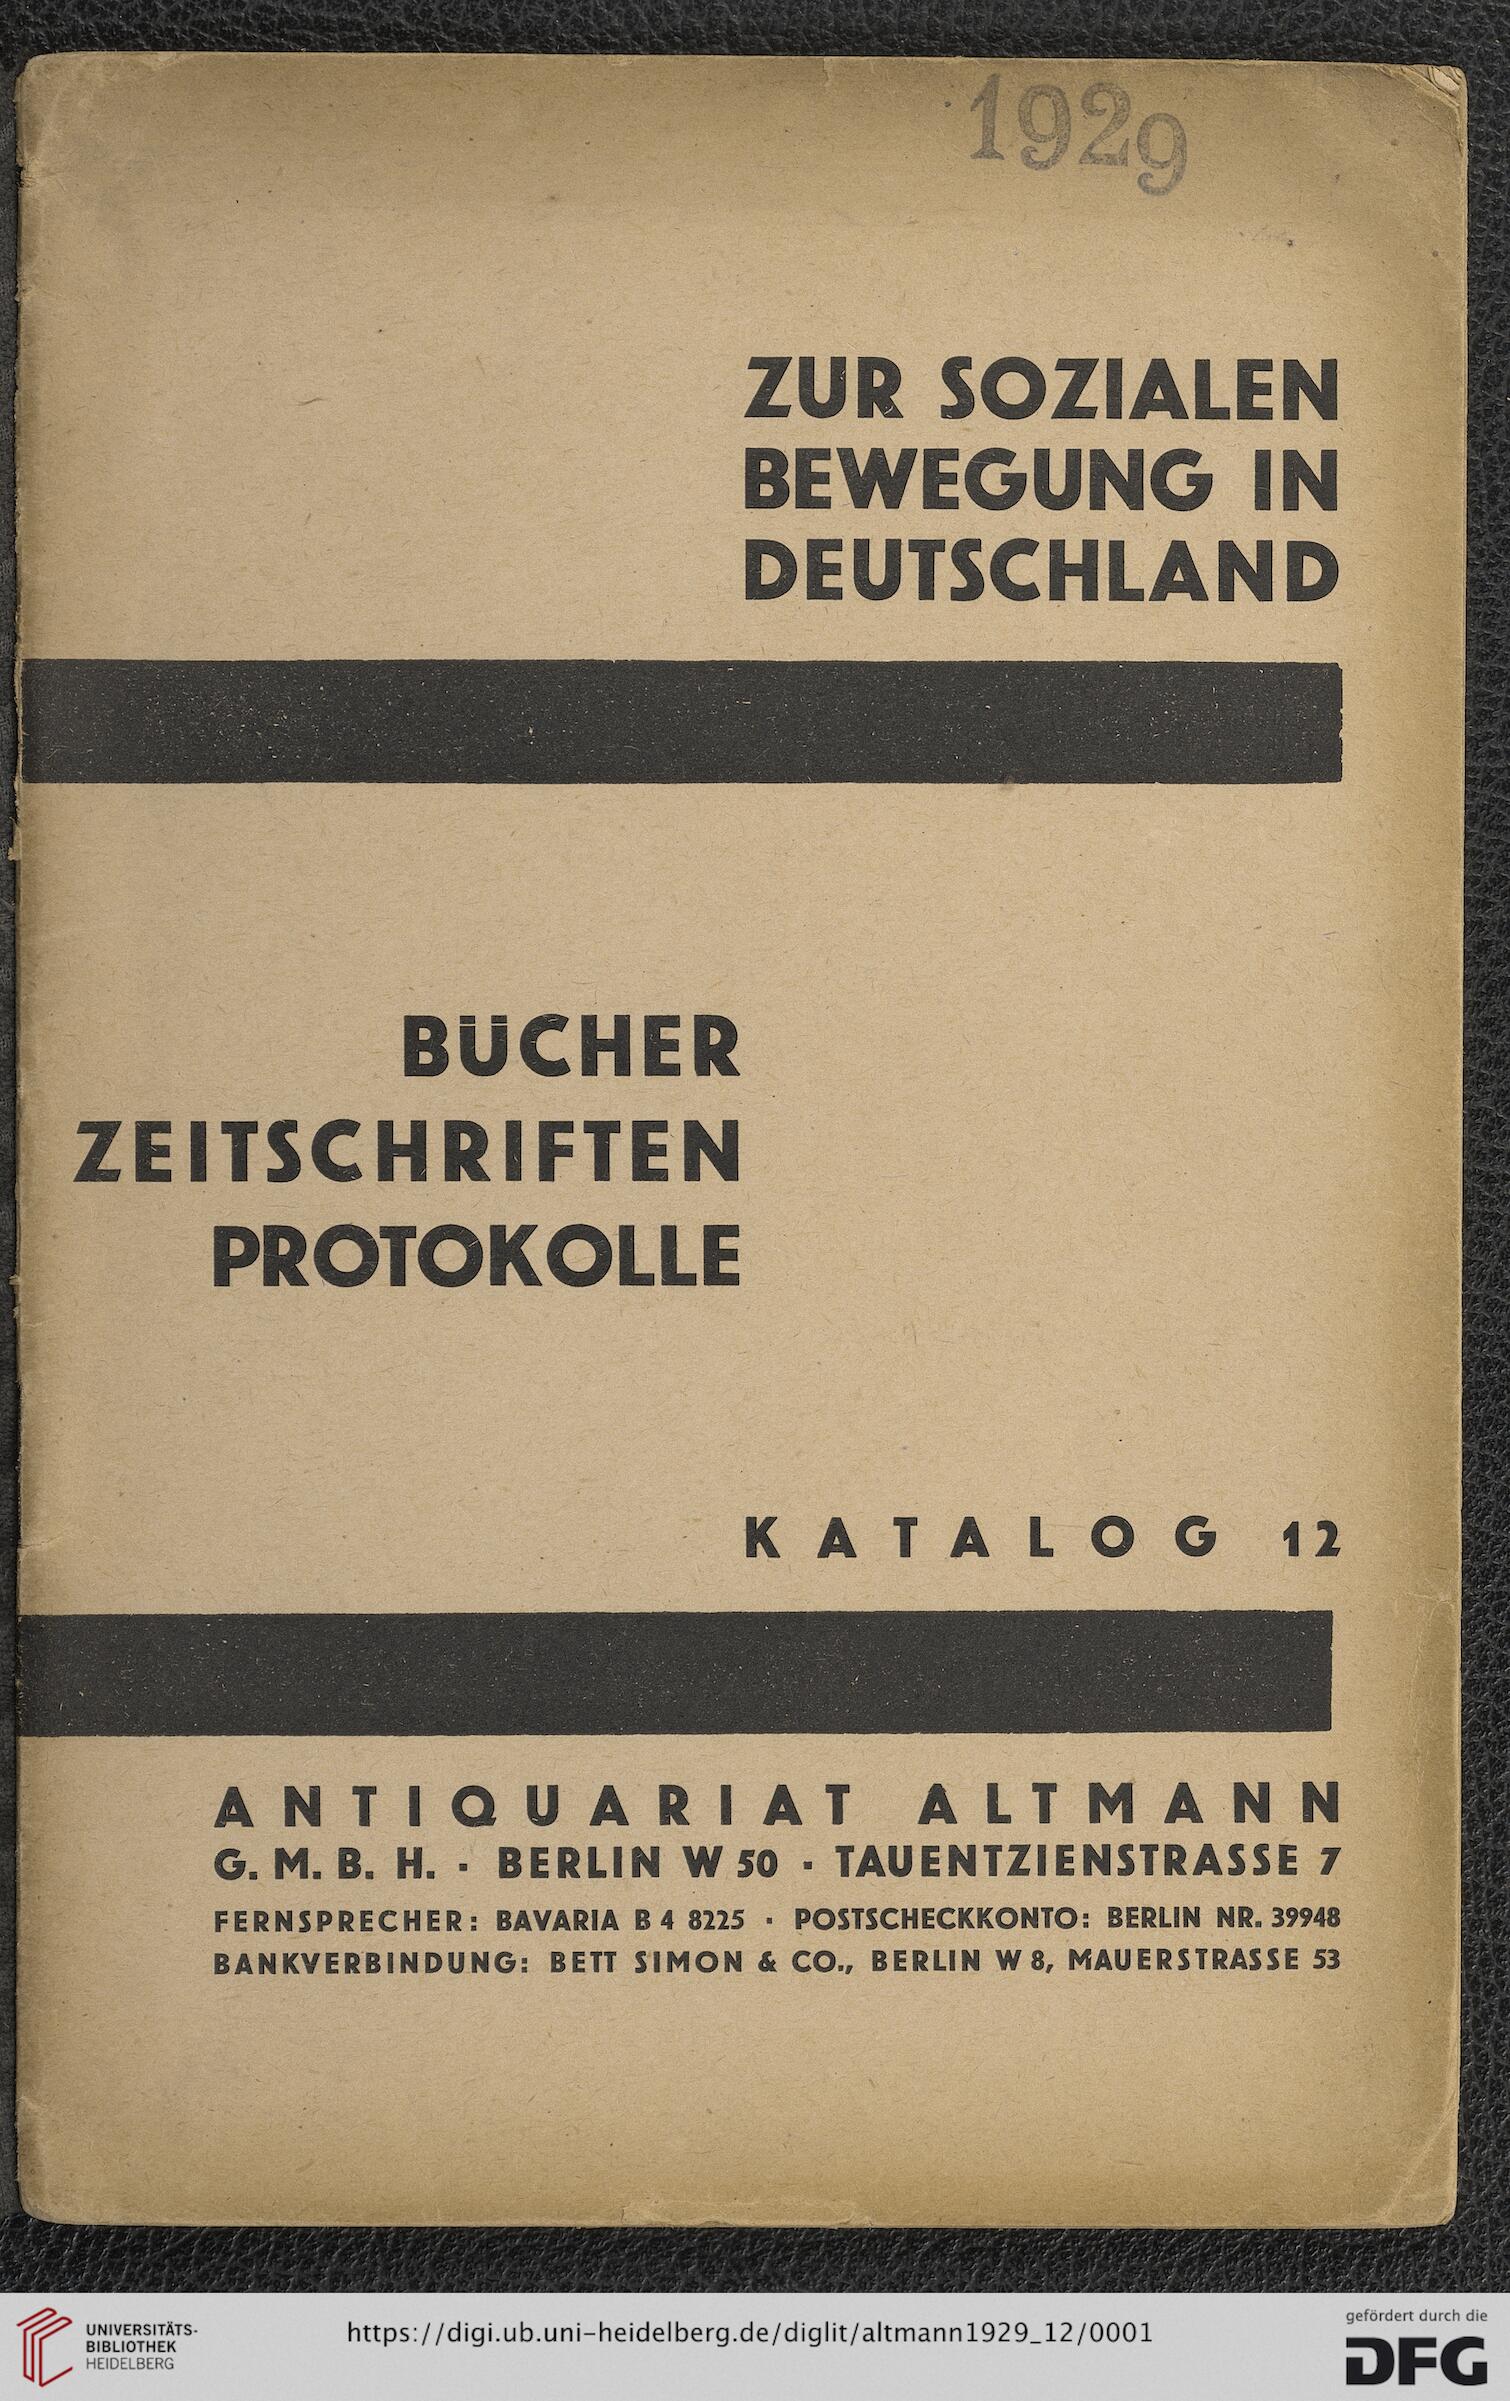 1929
ZUR SOZIALEN
BEWEGUNG IN
DEUTSCHLAND
BÜCHER
ZEITSCHRIFTEN
PROTOKOLLE
KATALOG 12
ANTIQUARIAT ALTMANN
G. M. B. H. · BERLIN W 50 · TAUENTZIENSTRASSE 7
FERNSPRECHER: BAVARIA B 4 8225 · POSTSCHECKKONTO: BERLIN NR. 39948
BANKVERBINDUNG: BETT SIMON & CO., BERLIN W 8, MAUERSTRASSE 53
UNIVERSITÄTS-
BIBLIOTHEK
HEIDELBERG
https://digi.ub.uni-heidelberg.de/diglit/altmann1929_12/0001
gefördert durch die
DFG